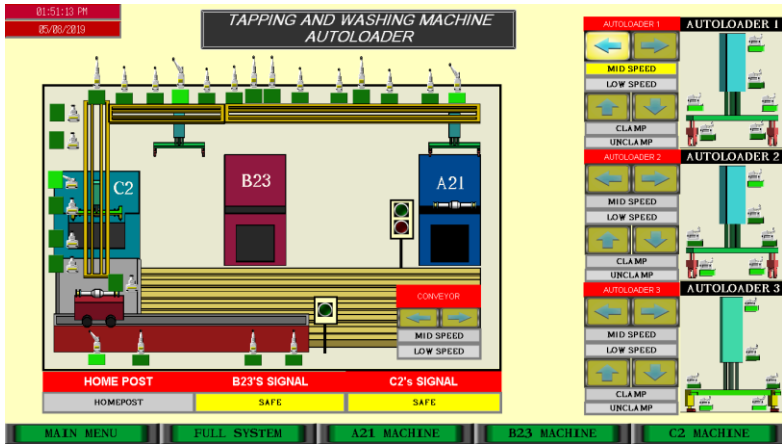 01:51:13 PM
05/08/2019
TAPPING AND WASHING MACHINE
AUTOLOADER
C2
B23
A21
CONVEYOR
MID SPEED
LOW SPEED
HOME POST
B23'S SIGNAL
C2's SIGNAL
HOMEPOST
SAFE
SAFE
AUTOLOADER 1
MID SPEED
LOW SPEED
CLAMP
UNCLAMP
AUTOLOADER 1
AUTOLOADER 2
MID SPEED
LOW SPEED
CLAMP
UNCLAMP
AUTOLOADER 2
AUTOLOADER 3
MID SPEED
LOW SPEED
CLAMP
UNCLAMP
AUTOLOADER 3
MAIN MENU
FULL SYSTEM
A21 MACHINE
B23 MACHINE
C2 MACHINE